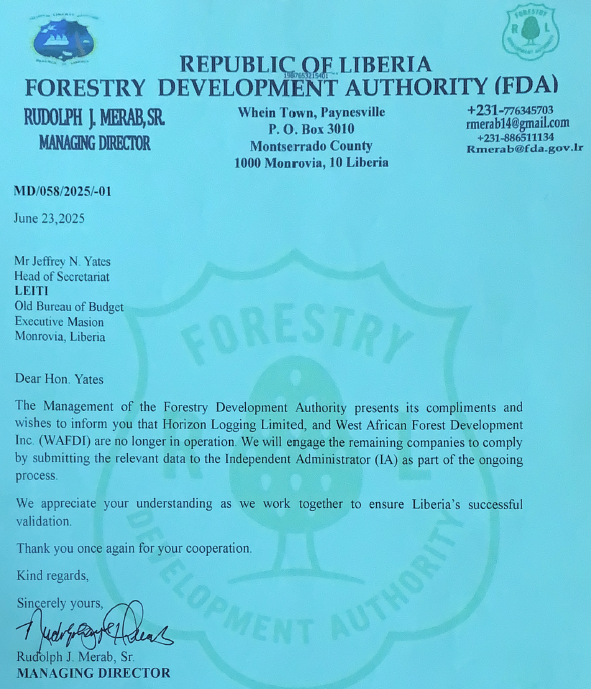 FORESTRY
R L
REPUBLIC OF LIBERIA
FORESTRY DEVELOPMENT AUTHORITY (FDA)
RUDOLPH J. MERAB, SR.
MANAGING DIRECTOR
Whein Town, Paynesville
P. O. Box 3010
Montserrado County
1000 Monrovia, 10 Liberia
+231-776345703
rmerab14@gmail.com
+231-886511134
Rmerab@fda.gov.lr
MD/058/2025/-01
June 23,2025
Mr Jeffrey N. Yates
Head of Secretariat
LEITI
Old Bureau of Budget
Executive Masion
Monrovia, Liberia
Dear Hon. Yates
The Management of the Forestry Development Authority presents its compliments and
wishes to inform you that Horizon Logging Limited, and West African Forest Development
Inc. (WAFDI) are no longer in operation. We will engage the remaining companies to comply
by submitting the relevant data to the Independent Administrator (IA) as part of the ongoing
process.
We appreciate your understanding as we work together to ensure Liberia's successful
validation.
Thank you once again for your cooperation.
Kind regards,
Sincerely yours,
Rudolph J. Merab, Sr.
MANAGING DIRECTOR
FORESTRY
DEVELOPMENT AUTHORITY